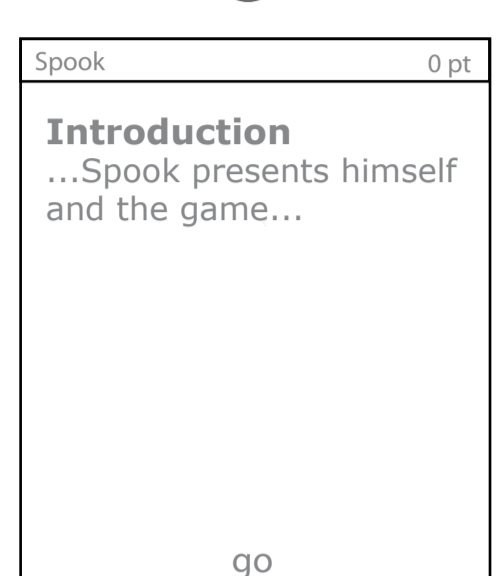 Spook 0 pt
Introduction
...Spook presents himself
and the game...
go